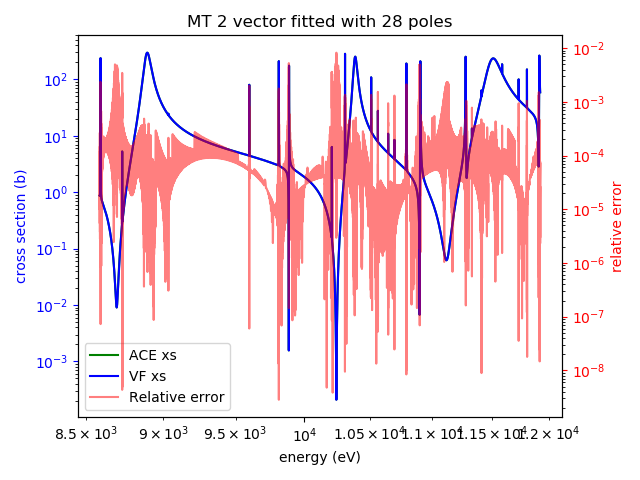 MT 2 vector fitted with 28 poles
cross section (b)
10²
10¹
10⁰
10⁻¹
10⁻²
10⁻³
10⁻²
10⁻³
10⁻⁴
10⁻⁵
10⁻⁶
10⁻⁷
10⁻⁸
relative error
ACE xs
VF xs
Relative error
8.5 × 10³ 9 × 10³ 9.5 × 10³ 10⁴ 1.05 × 10⁴ 1.1 × 10⁴ 1.15 × 10⁴ 1.2 × 10⁴
energy (eV)